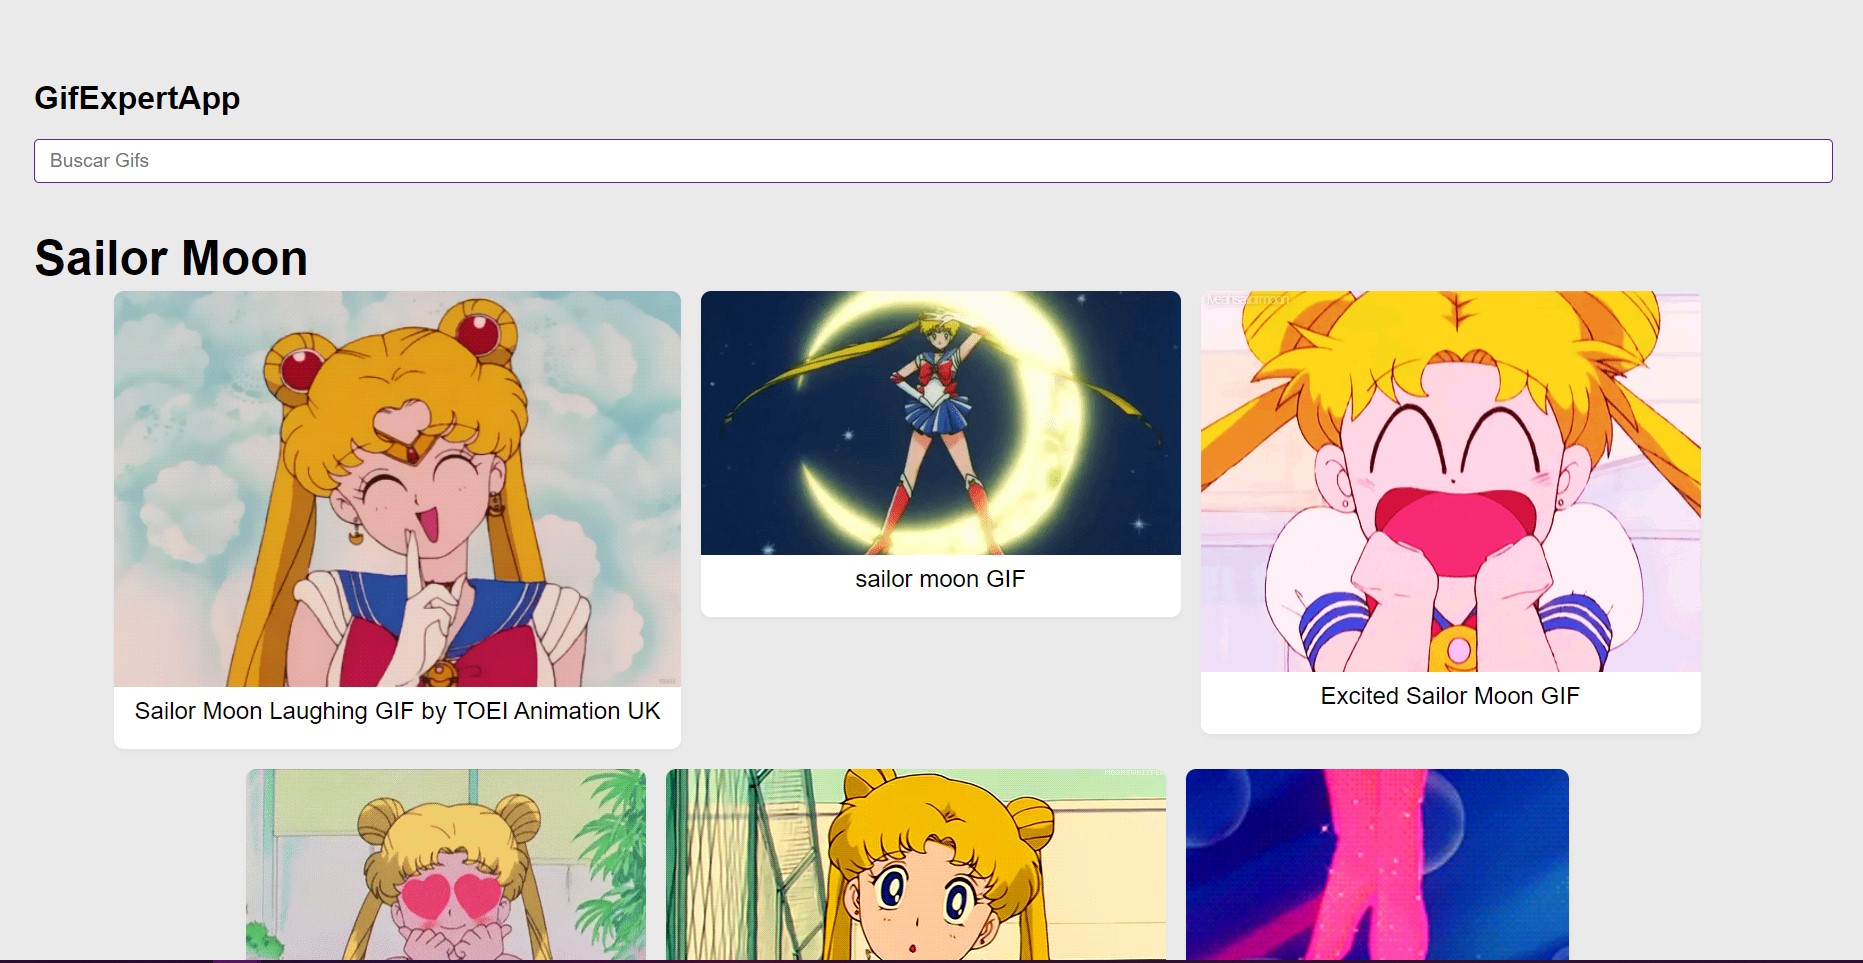 GifExpertApp
Buscar Gifs
Sailor Moon
Sailor Moon Laughing GIF by TOEI Animation UK
sailor moon GIF
Excited Sailor Moon GIF